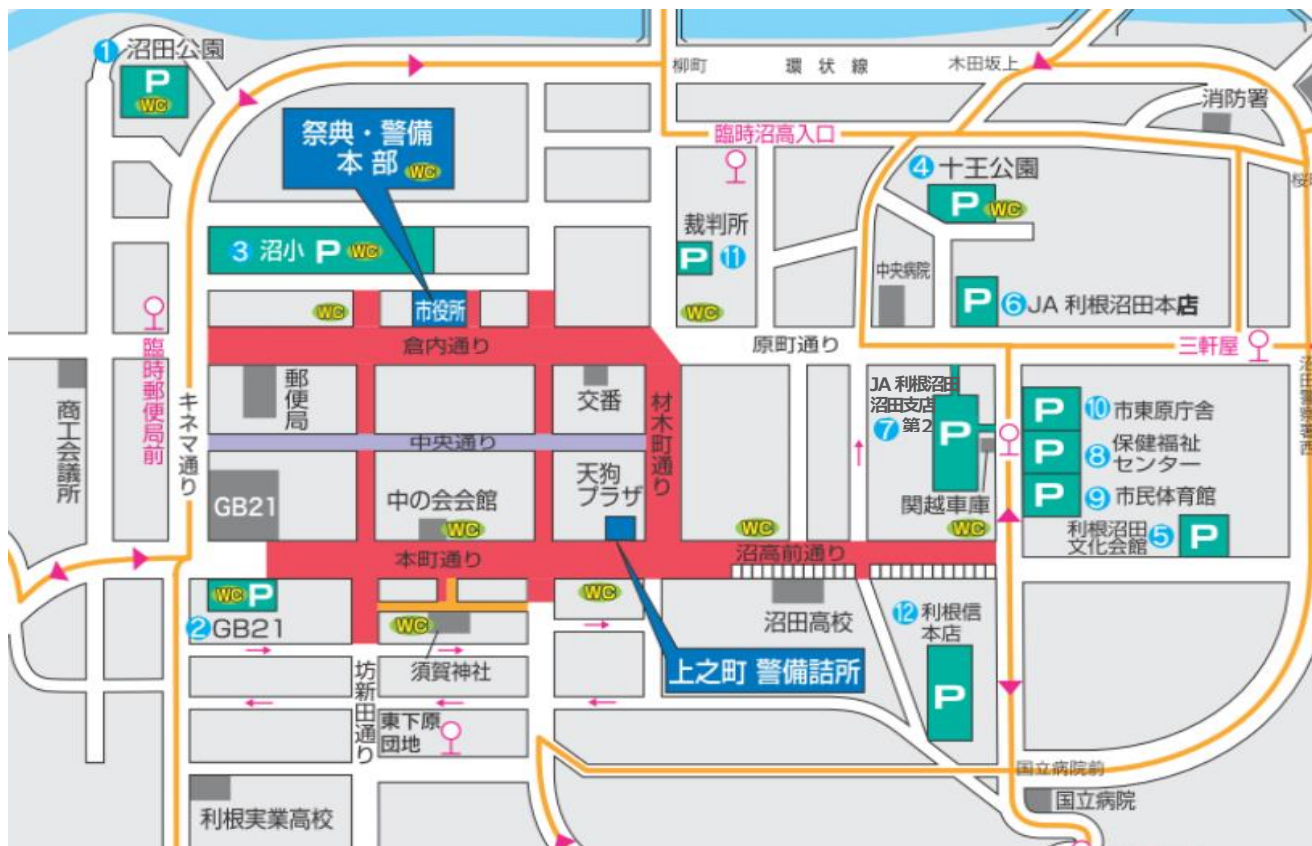 ① 沼田公園
P
WC
柳町
環状線
木田坂上
消防署
祭典・警備
本部 WC
臨時沼高入口
④ 十王公園
P WC
③ 沼小 P WC
裁判所
P ⑪
中央病院
P ⑥ JA 利根沼田本店
WC
市役所
WC
倉内通り
原町通り
三軒屋
臨時郵便局前
キネマ通り
商工会議所
郵便局
交番
材木町通り
JA 利根沼田
沼田支店
⑦ 第2
P
P ⑩ 市東原庁舎
P ⑧ 保健福祉
センター
P ⑨ 市民体育館
中央通り
GB21
中の会会館
WC
天狗
プラザ
関越車庫
WC
WC
利根沼田
文化会館 ⑤ P
沼田警察署西
本町通り
沼高前通り
WC P
② GB21
WC
WC
須賀神社
沼田高校
⑫ 利根信
本店
P
上之町 警備詰所
坊新田通り
東下原
団地
国立病院前
国立病院
利根実業高校